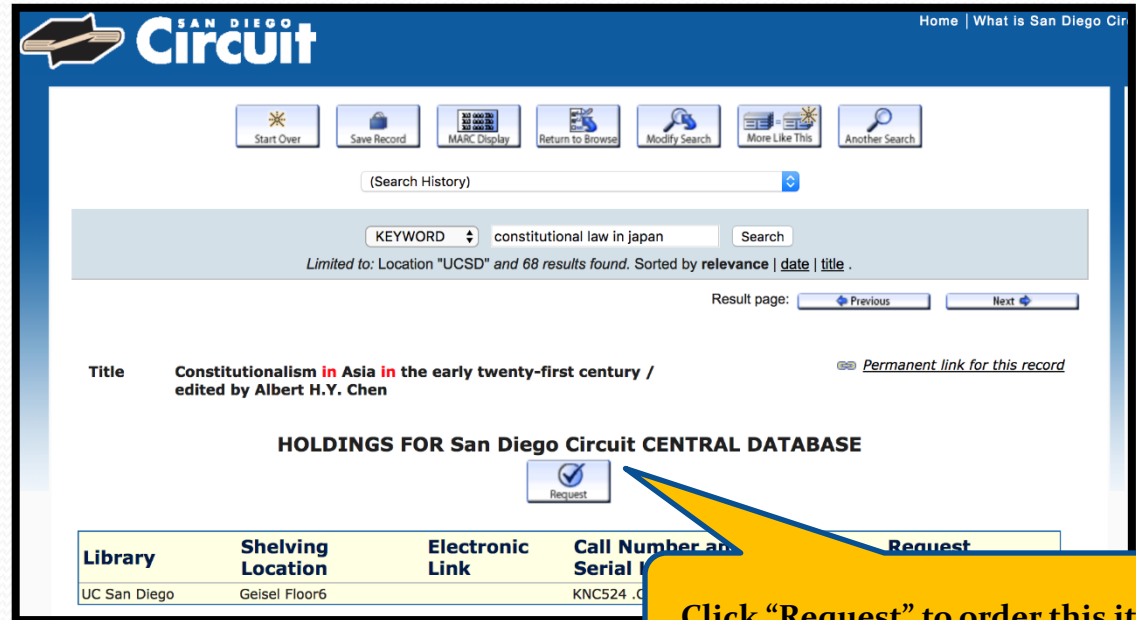 SAN DIEGO
Circuit
Home | What is San Diego
Start Over
Save Record
MARC Display
Return to Browse
Modify Search
More Like This
Another Search
(Search History)
KEYWORD
constitutional law in japan
Search
Limited to: Location "UCSD" and 68 results found. Sorted by relevance | date | title .
Result page:
Previous
Next
Title
Constitutionalism in Asia in the early twenty-first century /
edited by Albert H.Y. Chen
Permanent link for this record
HOLDINGS FOR San Diego Circuit CENTRAL DATABASE
Request
Library
Shelving
Location
Electronic
Link
Call Number
Serial
Request
UC San Diego
Geisel Floor6
KNC524
Click “Request” to order this